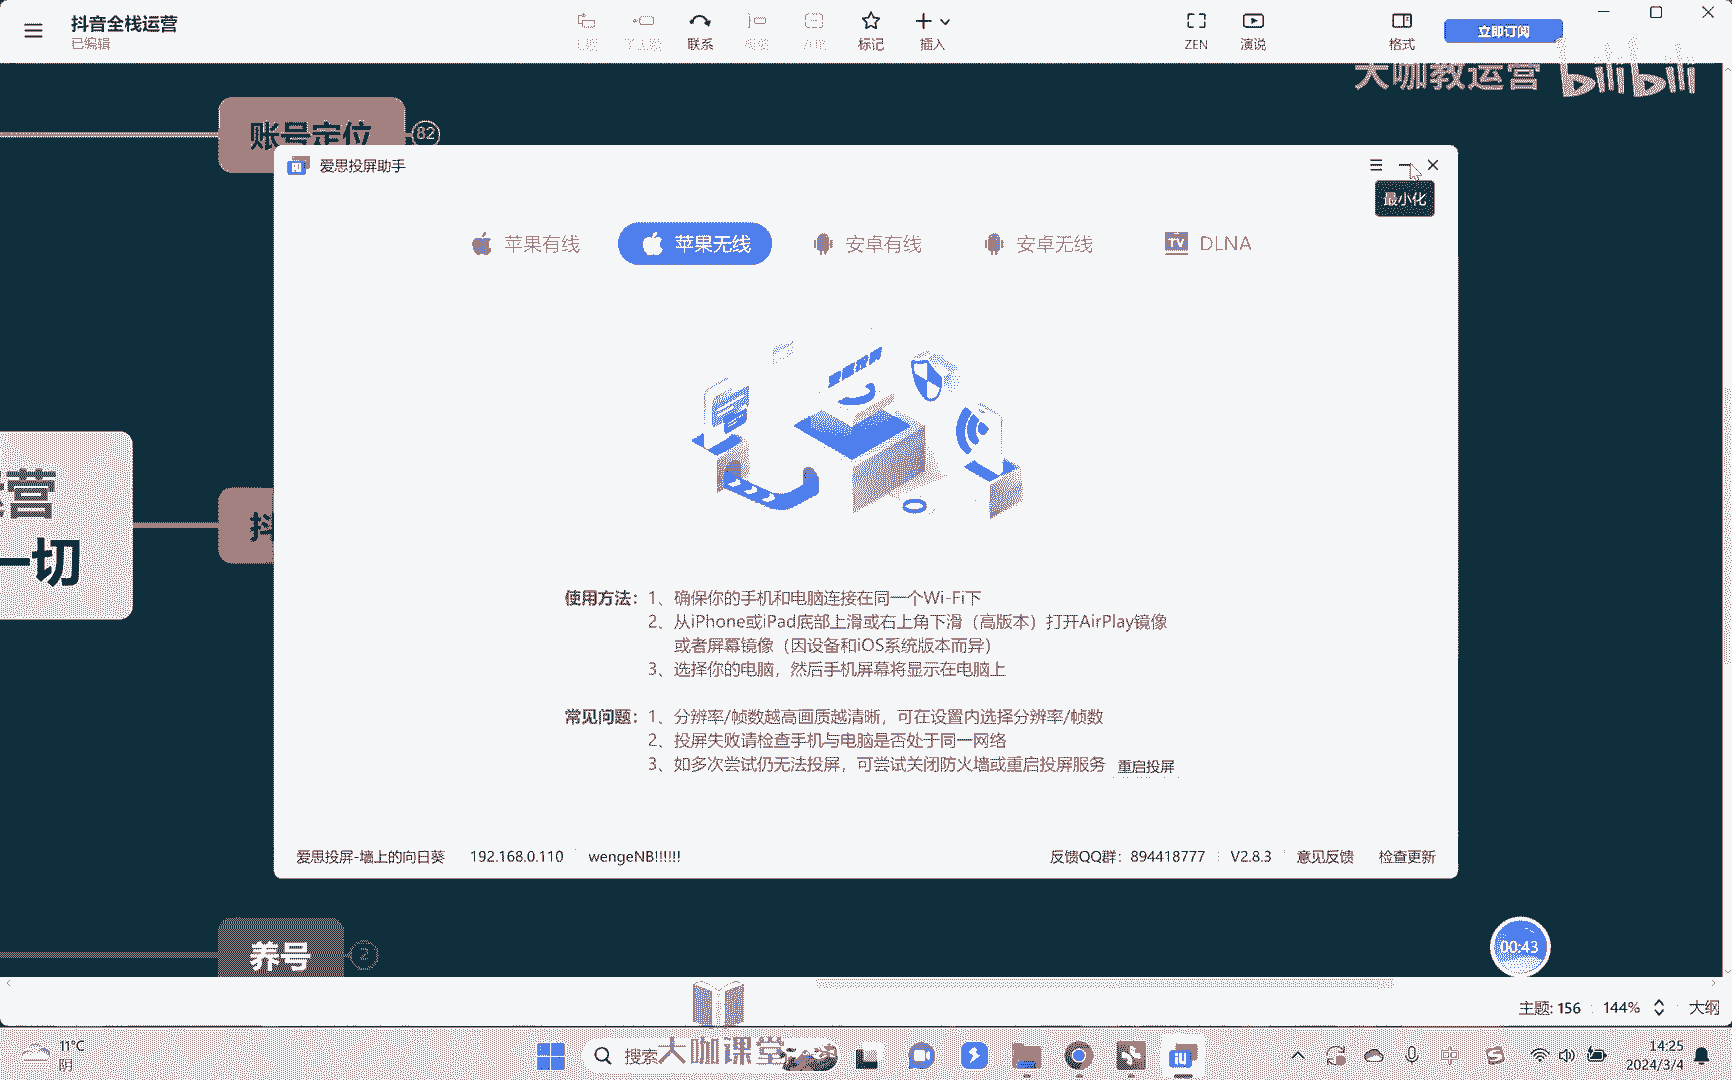 抖音全栈运营
已编辑
联系
标记
插入
ZEN
演说
格式
立即订阅
大咖教运营 bilibili
账号定位
82
爱思投屏助手
最小化
苹果有线
苹果无线
安卓有线
安卓无线
TV DLNA
运营
一切
抖
使用方法：1、确保你的手机和电脑连接在同一个Wi-Fi下
2、从iPhone或iPad底部上滑或右上角下滑（高版本）打开AirPlay镜像
或者屏幕镜像（因设备和iOS系统版本而异）
3、选择你的电脑，然后手机屏幕将显示在电脑上
常见问题：1、分辨率/帧数越高画质越清晰，可在设置内选择分辨率/帧数
2、投屏失败请检查手机与电脑是否处于同一网络
3、如多次尝试仍无法投屏，可尝试关闭防火墙或重启投屏服务 重启投屏
爱思投屏-墙上的向日葵 192.168.0.110 wengeNB!!!!!! 反馈QQ群：894418777 V2.8.3 意见反馈 检查更新
养号
2
00:43
主题: 156 144% 大纲
11°C
阴
搜索
大咖课堂
中
14:25
2024/3/4